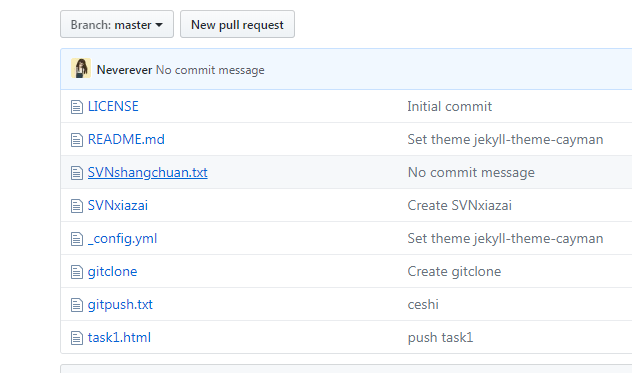 Branch: master New pull request
Neverever No commit message
LICENSE Initial commit
README.md Set theme jekyll-theme-cayman
SVNshangchuan.txt No commit message
SVNxiazai Create SVNxiazai
_config.yml Set theme jekyll-theme-cayman
gitclone Create gitclone
gitpush.txt ceshi
task1.html push task1